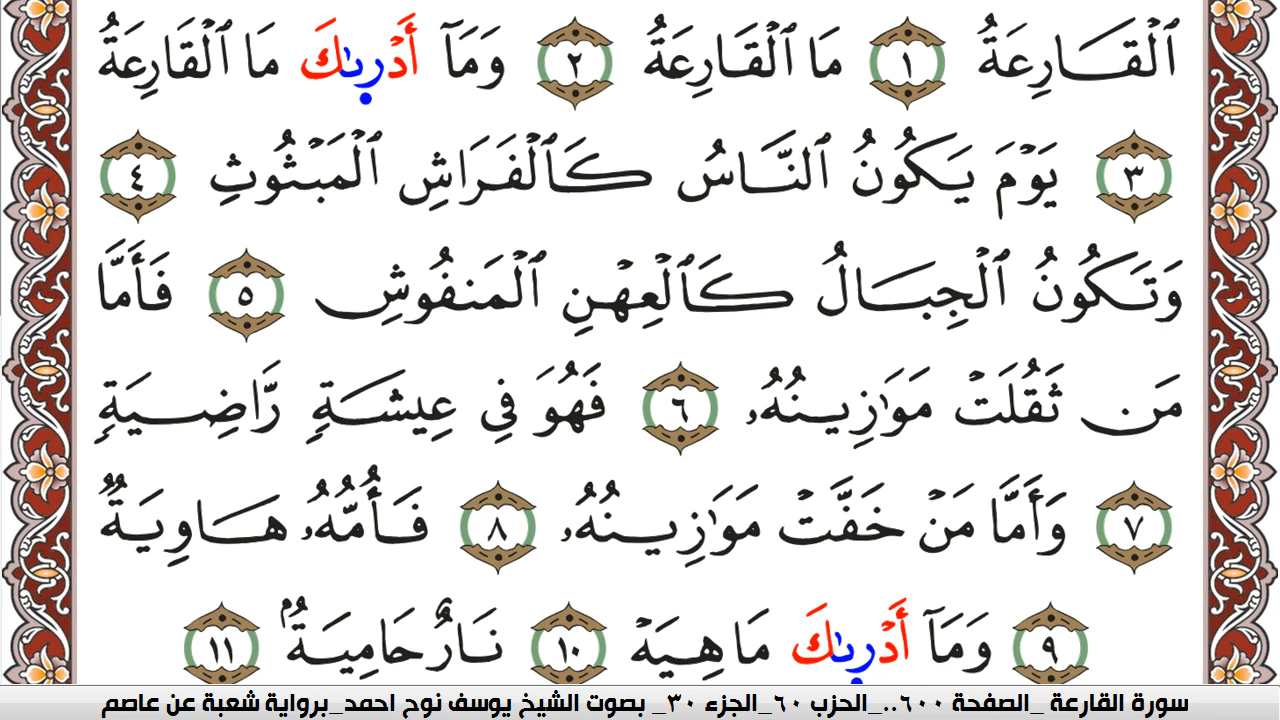 ٱلۡقَارِعَةُ ١ مَا ٱلۡقَارِعَةُ ٢ وَمَآ أَدۡرىٰكَ مَا ٱلۡقَارِعَةُ
٣ يَوۡمَ يَكُونُ ٱلنَّاسُ كَٱلۡفَرَاشِ ٱلۡمَبۡثُوثِ ٤
وَتَكُونُ ٱلۡجِبَالُ كَٱلۡعِهۡنِ ٱلۡمَنفُوشِ ٥ فَأَمَّا
مَن ثَقُلَتۡ مَوَٰزِينُهُۥ ٦ فَهُوَ فِي عِيشَةٖ رَّاضِيَةٖ
٧ وَأَمَّا مَنۡ خَفَّتۡ مَوَٰزِينُهُۥ ٨ فَأُمُّهُۥ هَاوِيَةٞ
٩ وَمَآ أَدۡرىٰكَ مَا هِيَهۡ ١٠ نَارٌ حَامِيَةُۢ ١١
سورة القارعة _الصفحة ٦٠٠.._الحزب ٦٠_الجزء ٣٠_ بصوت الشيخ يوسف نوح احمد_برواية شعبة عن عاصم